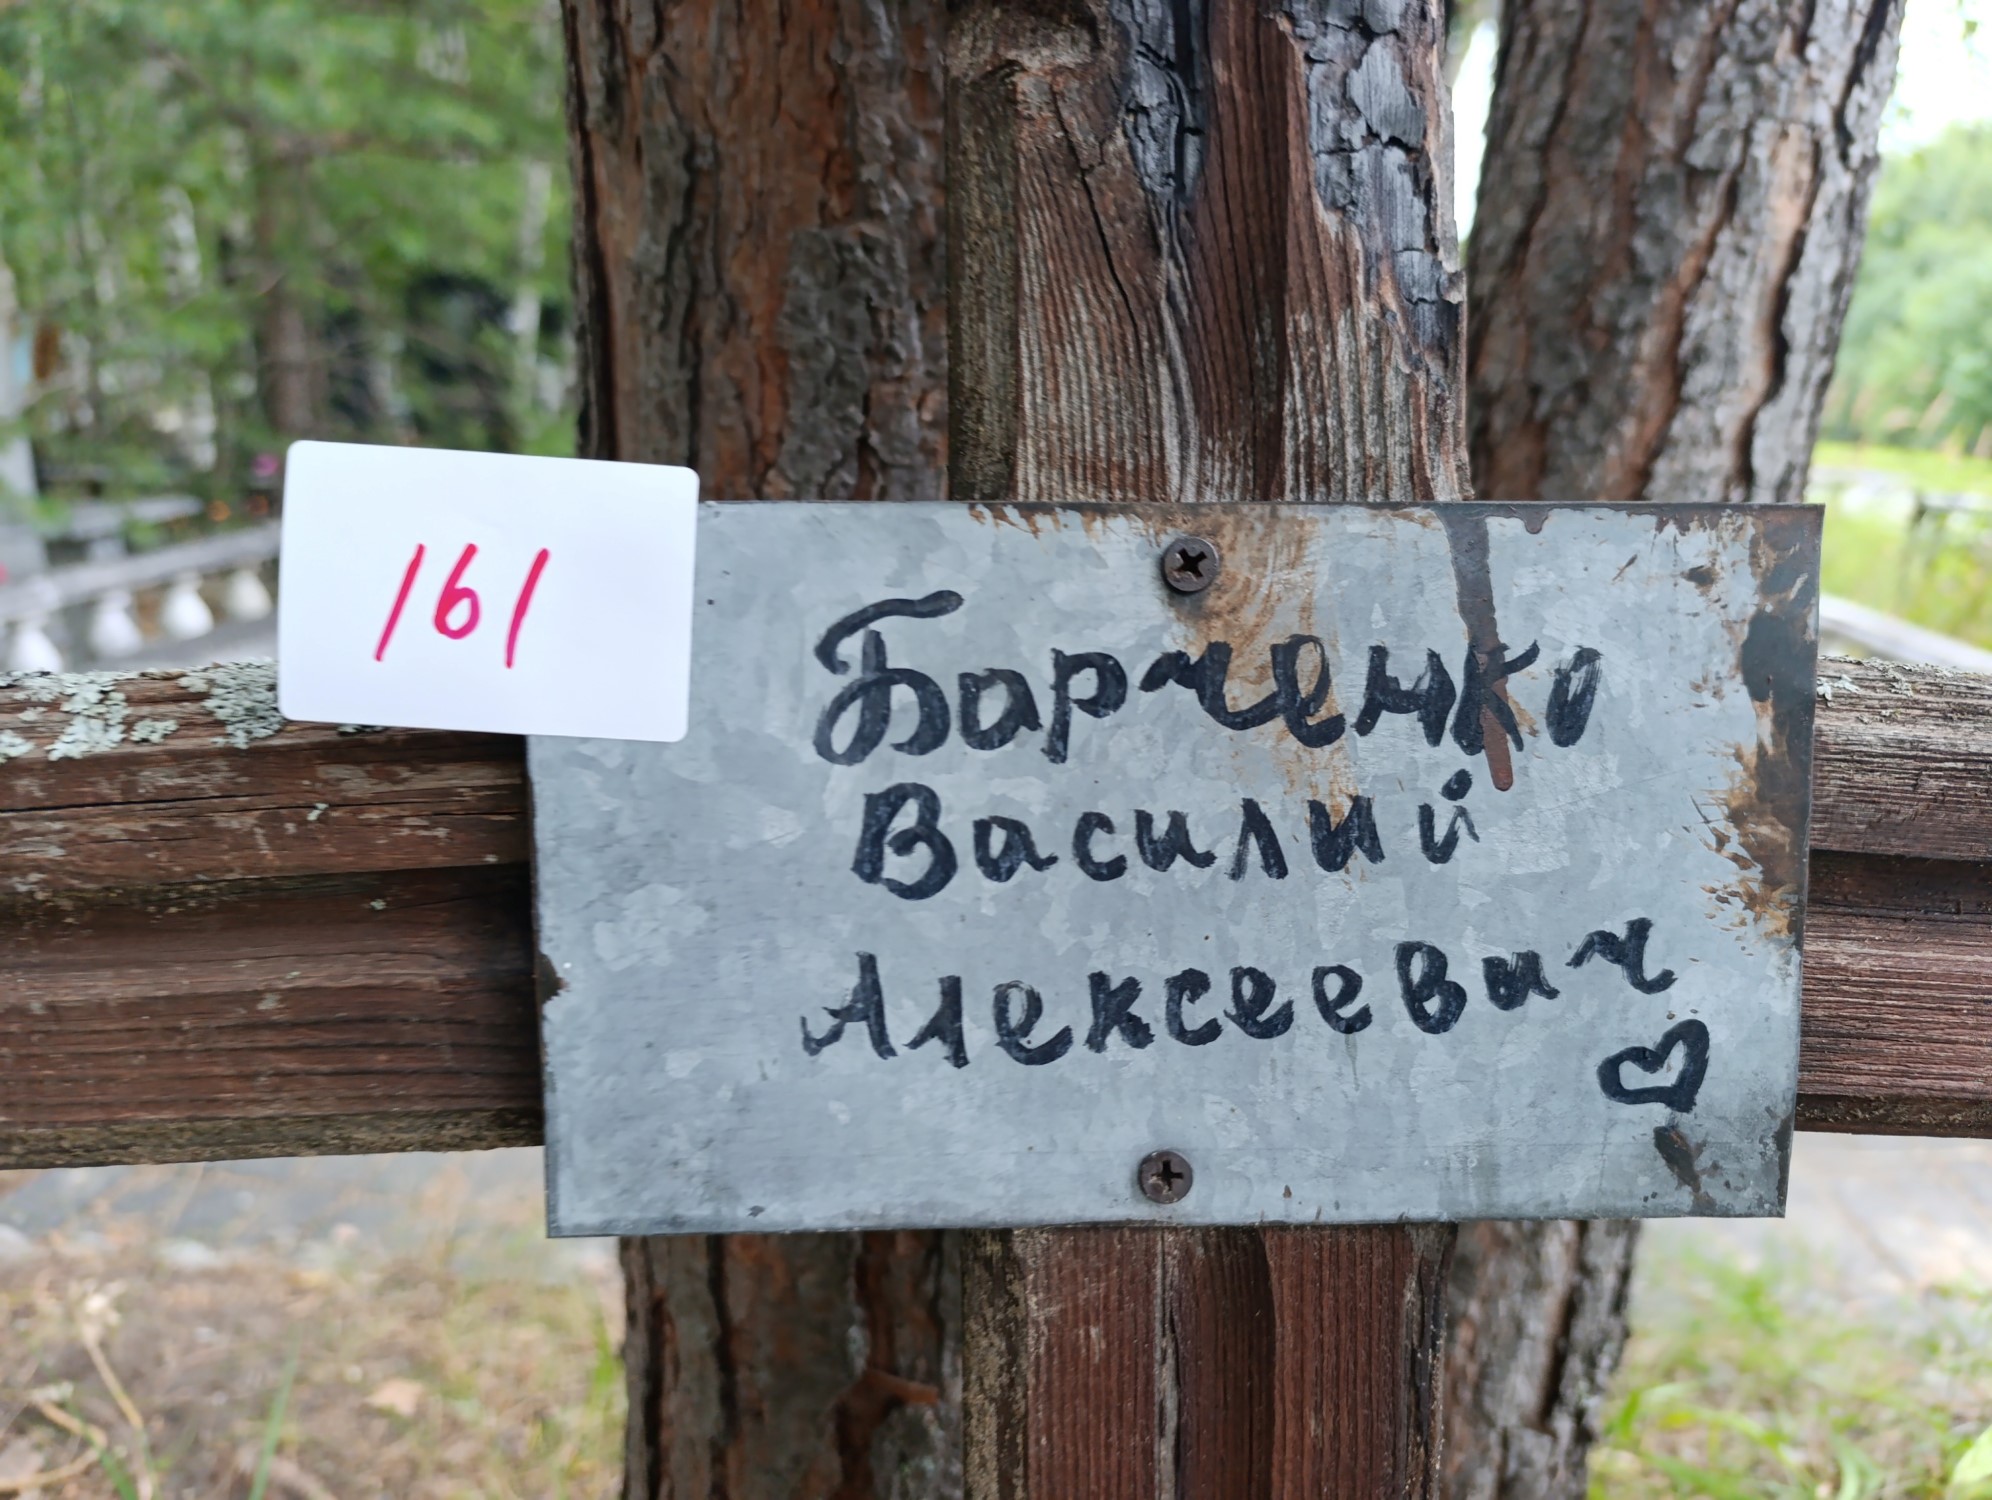 161
Барченко
Василий
Алексеевич